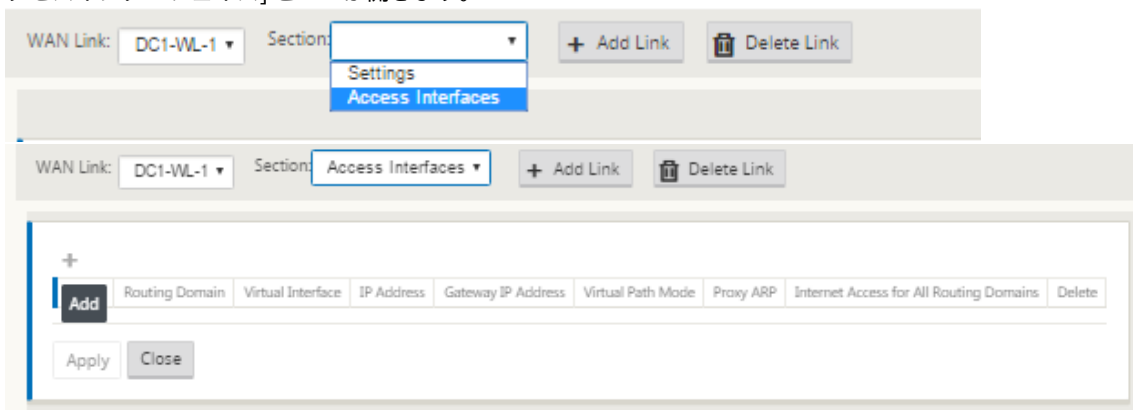 WAN Link: DC1-WL-1 Section: + Add Link Delete Link
Settings
Access Interfaces
WAN Link: DC1-WL-1 Section: Access Interfaces + Add Link Delete Link
+
Add Routing Domain Virtual Interface IP Address Gateway IP Address Virtual Path Mode Proxy ARP Internet Access for All Routing Domains Delete
Apply Close